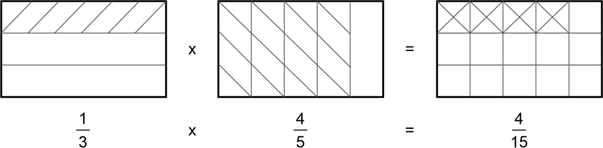 x =
1/3 x 4/5 = 4/15